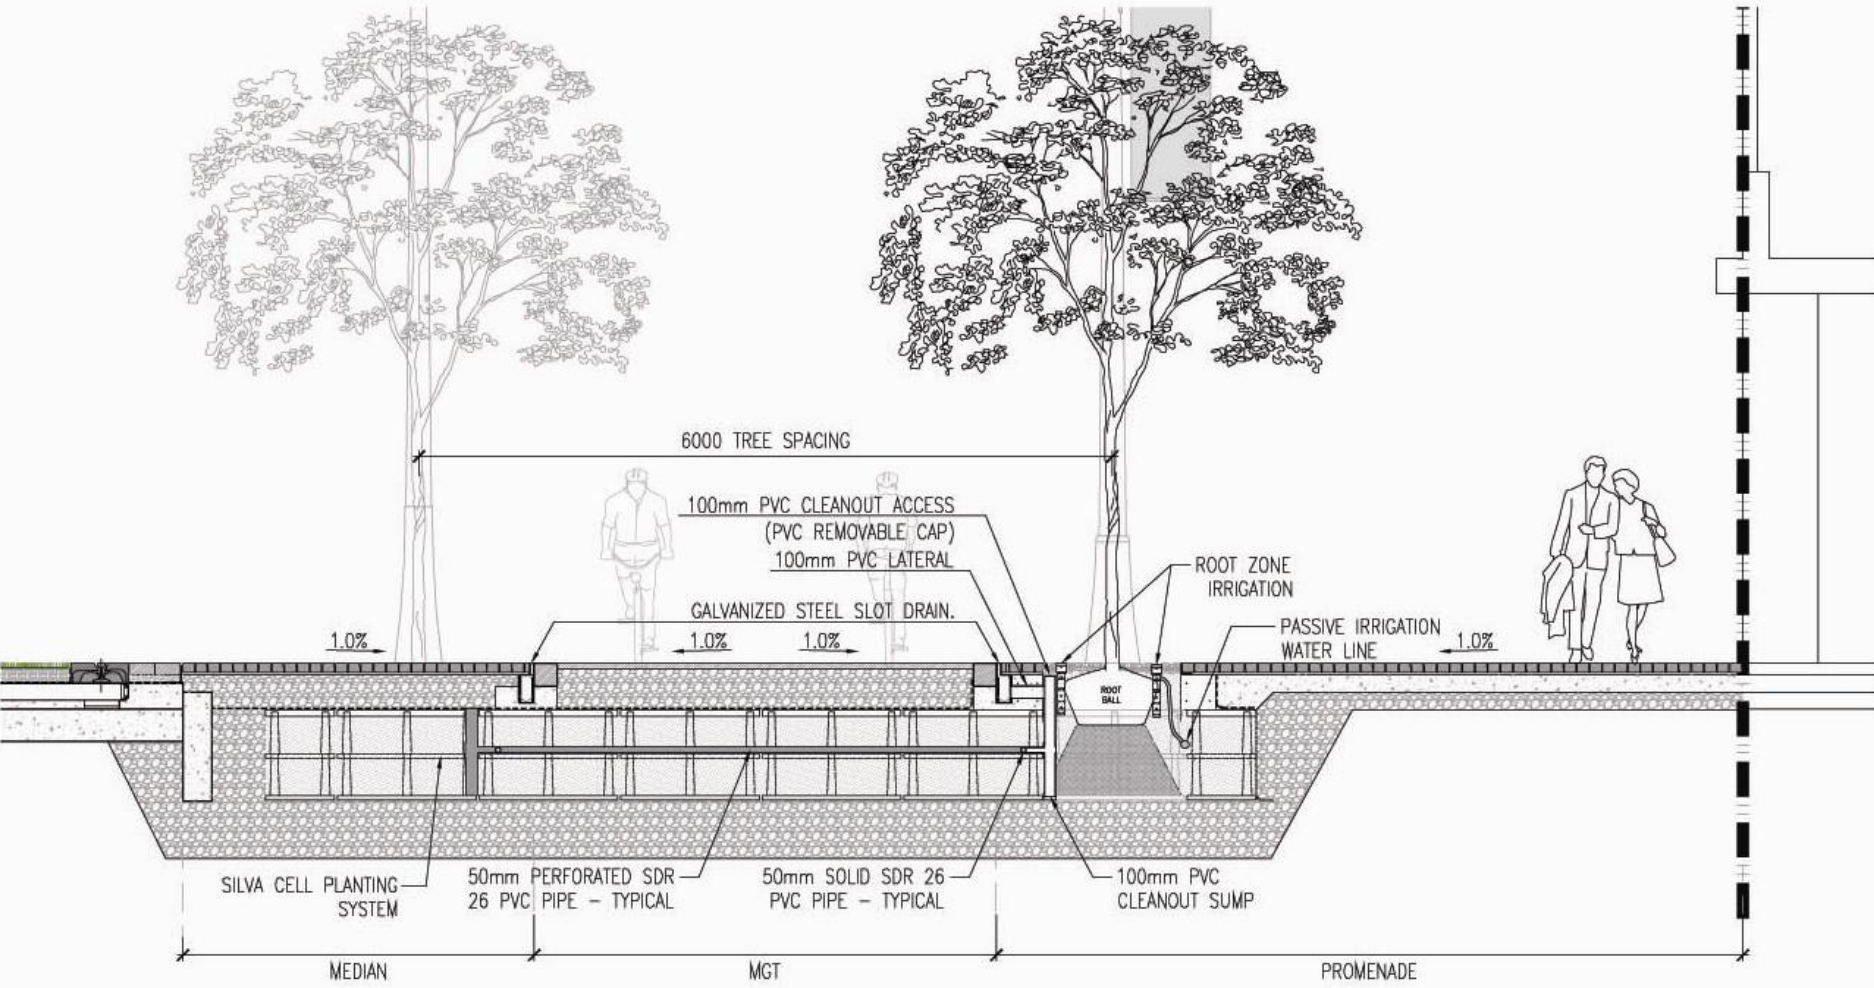 6000 TREE SPACING
100mm PVC CLEANOUT ACCESS
(PVC REMOVABLE CAP)
100mm PVC LATERAL
ROOT ZONE
IRRIGATION
GALVANIZED STEEL SLOT DRAIN.
PASSIVE IRRIGATION
WATER LINE
1.0%
1.0%
1.0%
1.0%
ROOT
BALL
SILVA CELL PLANTING
SYSTEM
50mm PERFORATED SDR
26 PVC PIPE – TYPICAL
50mm SOLID SDR 26
PVC PIPE – TYPICAL
100mm PVC
CLEANOUT SUMP
MEDIAN
MGT
PROMENADE